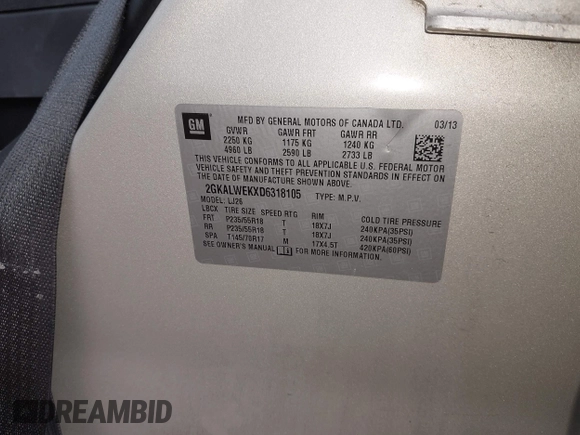 GM
MFD BY GENERAL MOTORS OF CANADA LTD. 03/13
GVWR GAWR FRT GAWR RR
2250 KG 1175 KG 1240 KG
4960 LB 2590 LB 2733 LB
THIS VEHICLE CONFORMS TO ALL APPLICABLE U.S. FEDERAL MOTOR
VEHICLE SAFETY, BUMPER, AND THEFT PREVENTION STANDARDS IN
EFFECT ON THE DATE OF MANUFACTURE SHOWN ABOVE.
2GKALWEKXD6318105 TYPE: M.P.V.
MODEL: LJ26
LBCX TIRE SIZE SPEED RTG RIM COLD TIRE PRESSURE
FRT P235/55R18 T 18X7J 240KPA(35PSI)
RR P235/55R18 T 18X7J 240KPA(35PSI)
SPA T145/70R17 M 17X4.5T 420KPA(60PSI)
SEE OWNER'S MANUAL FOR MORE INFORMATION.
DREAMBID